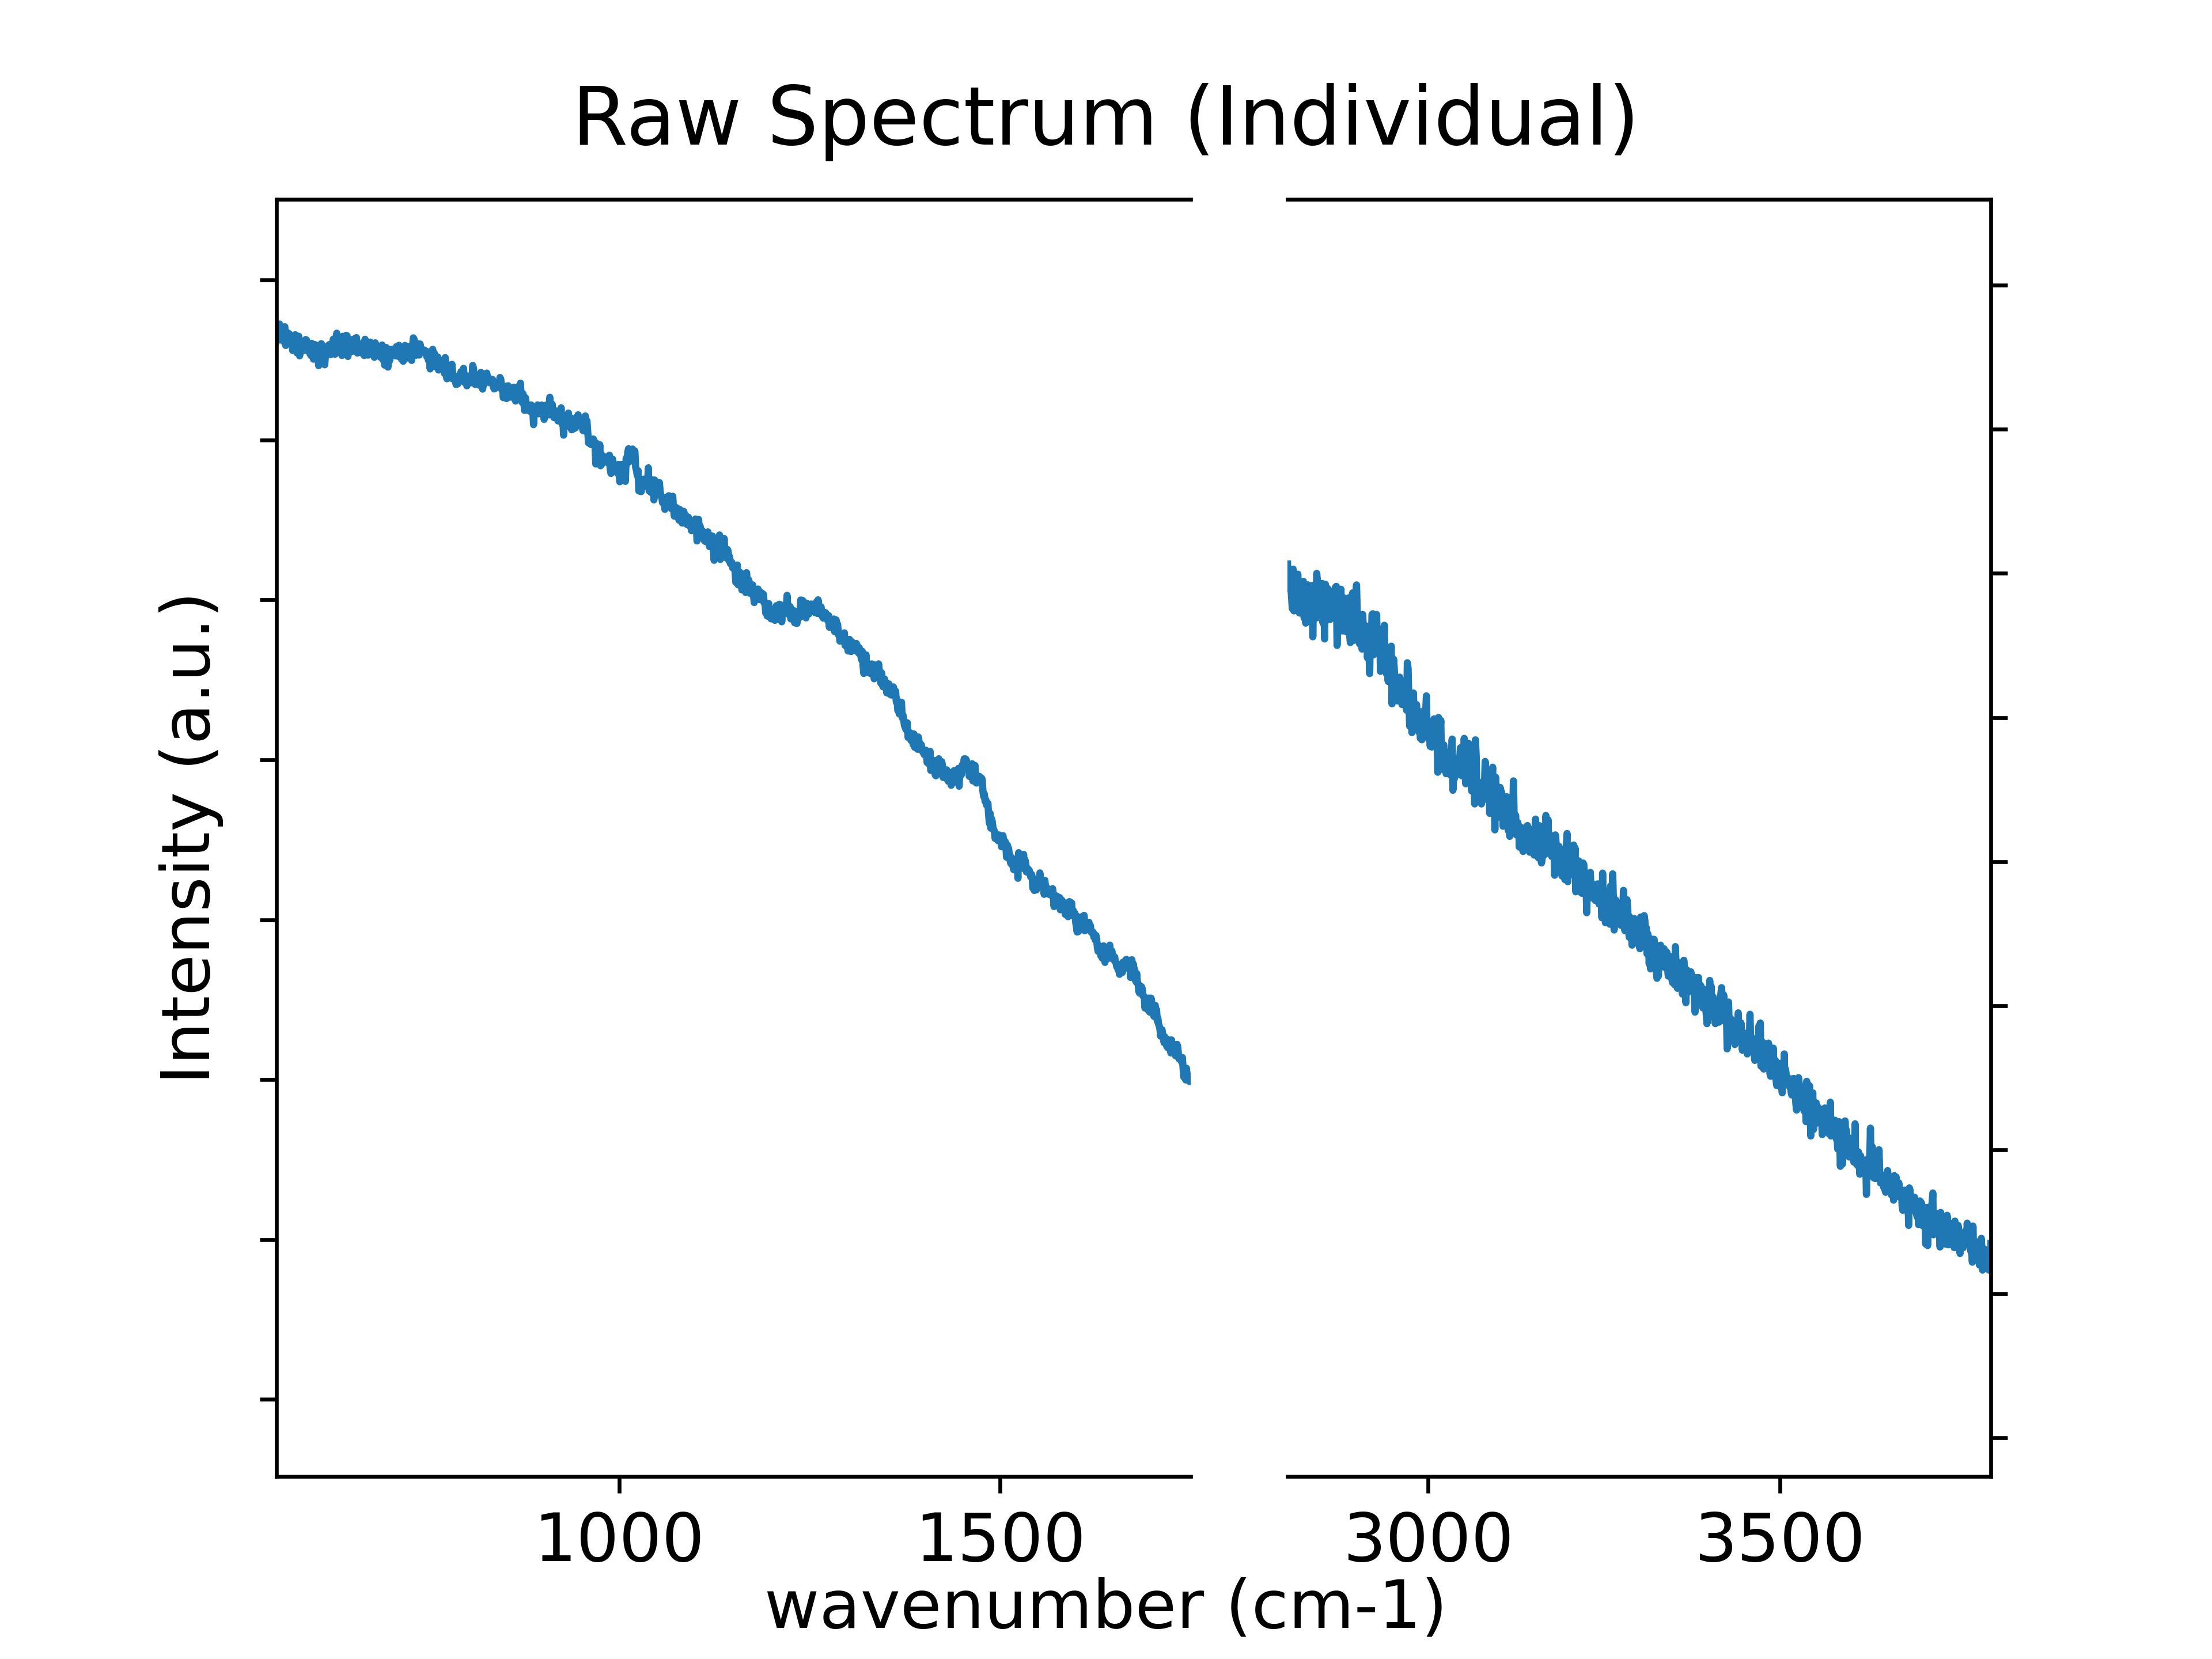 Raw Spectrum (Individual)
Intensity (a.u.)
1000 1500 3000 3500
wavenumber (cm-1)